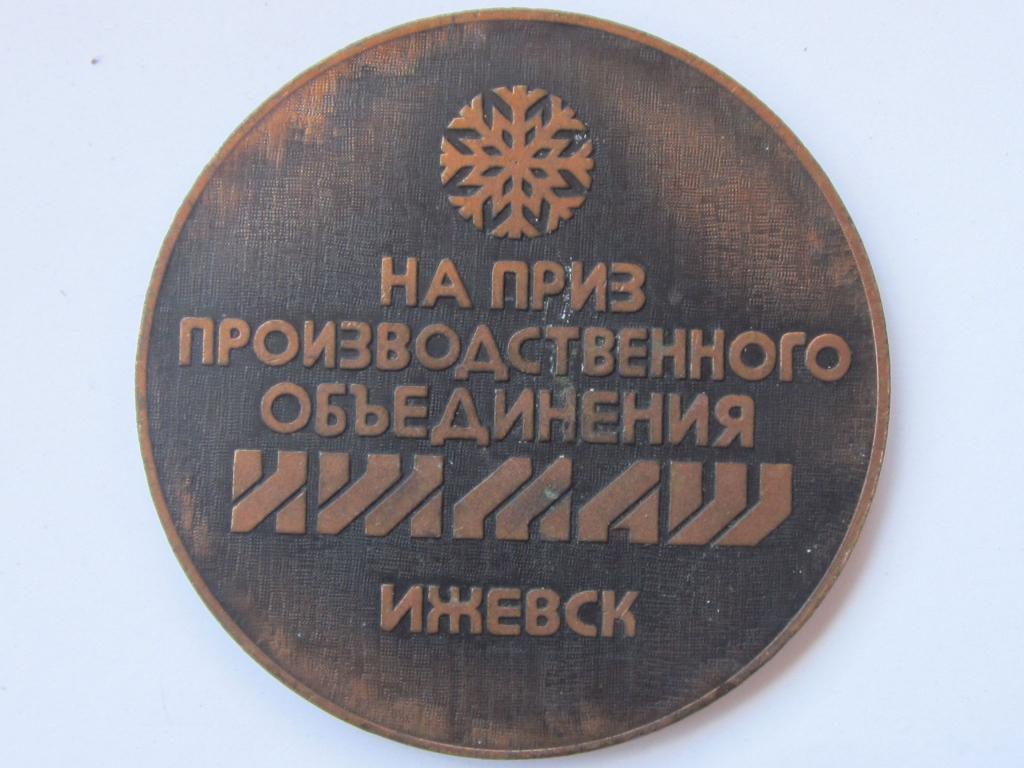 НА ПРИЗ
ПРОИЗВОДСТВЕННОГО
ОБЪЕДИНЕНИЯ
ИЖМАШ
ИЖЕВСК